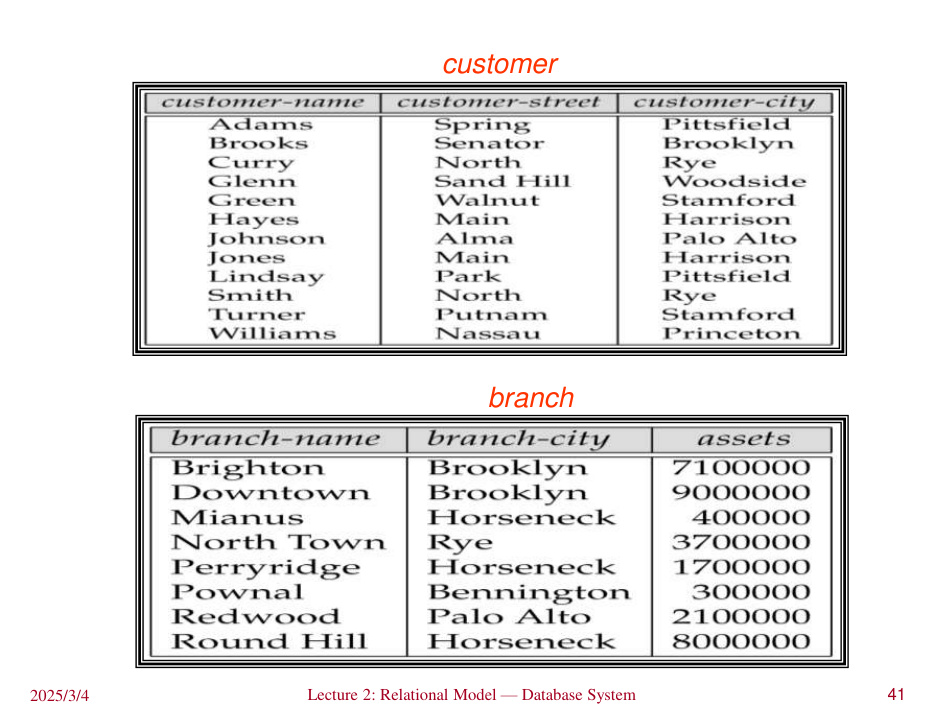 customer
customer-name customer-street customer-city
Adams Spring Pittsfield
Brooks Senator Brooklyn
Curry North Rye
Glenn Sand Hill Woodside
Green Walnut Stamford
Hayes Main Harrison
Johnson Alma Palo Alto
Jones Main Harrison
Lindsay Park Pittsfield
Smith North Rye
Turner Putnam Stamford
Williams Nassau Princeton
branch
branch-name branch-city assets
Brighton Brooklyn 7100000
Downtown Brooklyn 9000000
Mianus Horseneck 400000
North Town Rye 3700000
Perryridge Horseneck 1700000
Pownal Bennington 300000
Redwood Palo Alto 2100000
Round Hill Horseneck 8000000
2025/3/4 Lecture 2: Relational Model — Database System 41